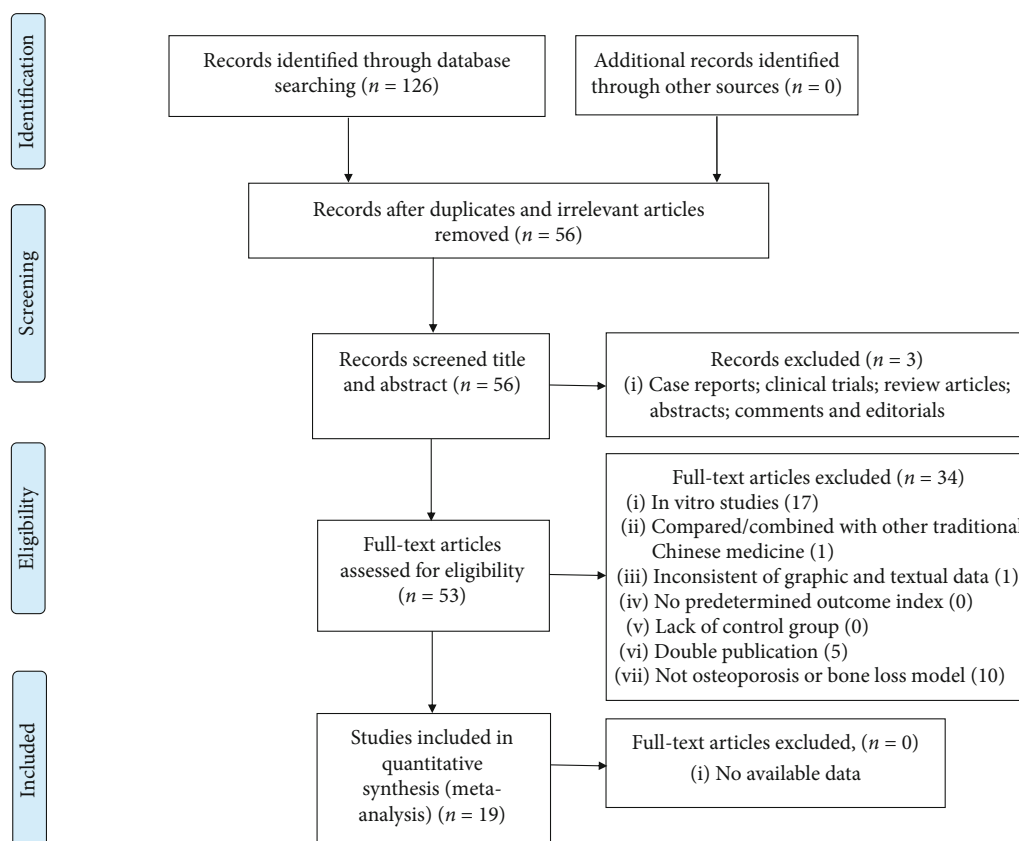 Identification
Records identified through database
searching (n = 126)
Additional records identified
through other sources (n = 0)
Screening
Records after duplicates and irrelevant articles
removed (n = 56)
Records screened title
and abstract (n = 56)
Records excluded (n = 3)
(i) Case reports; clinical trials; review articles;
abstracts; comments and editorials
Eligibility
Full-text articles
assessed for eligibility
(n = 53)
Full-text articles excluded (n = 34)
(i) In vitro studies (17)
(ii) Compared/combined with other traditional
Chinese medicine (1)
(iii) Inconsistent of graphic and textual data (1)
(iv) No predetermined outcome index (0)
(v) Lack of control group (0)
(vi) Double publication (5)
(vii) Not osteoporosis or bone loss model (10)
Included
Studies included in
quantitative
synthesis (meta-
analysis) (n = 19)
Full-text articles excluded, (n = 0)
(i) No available data